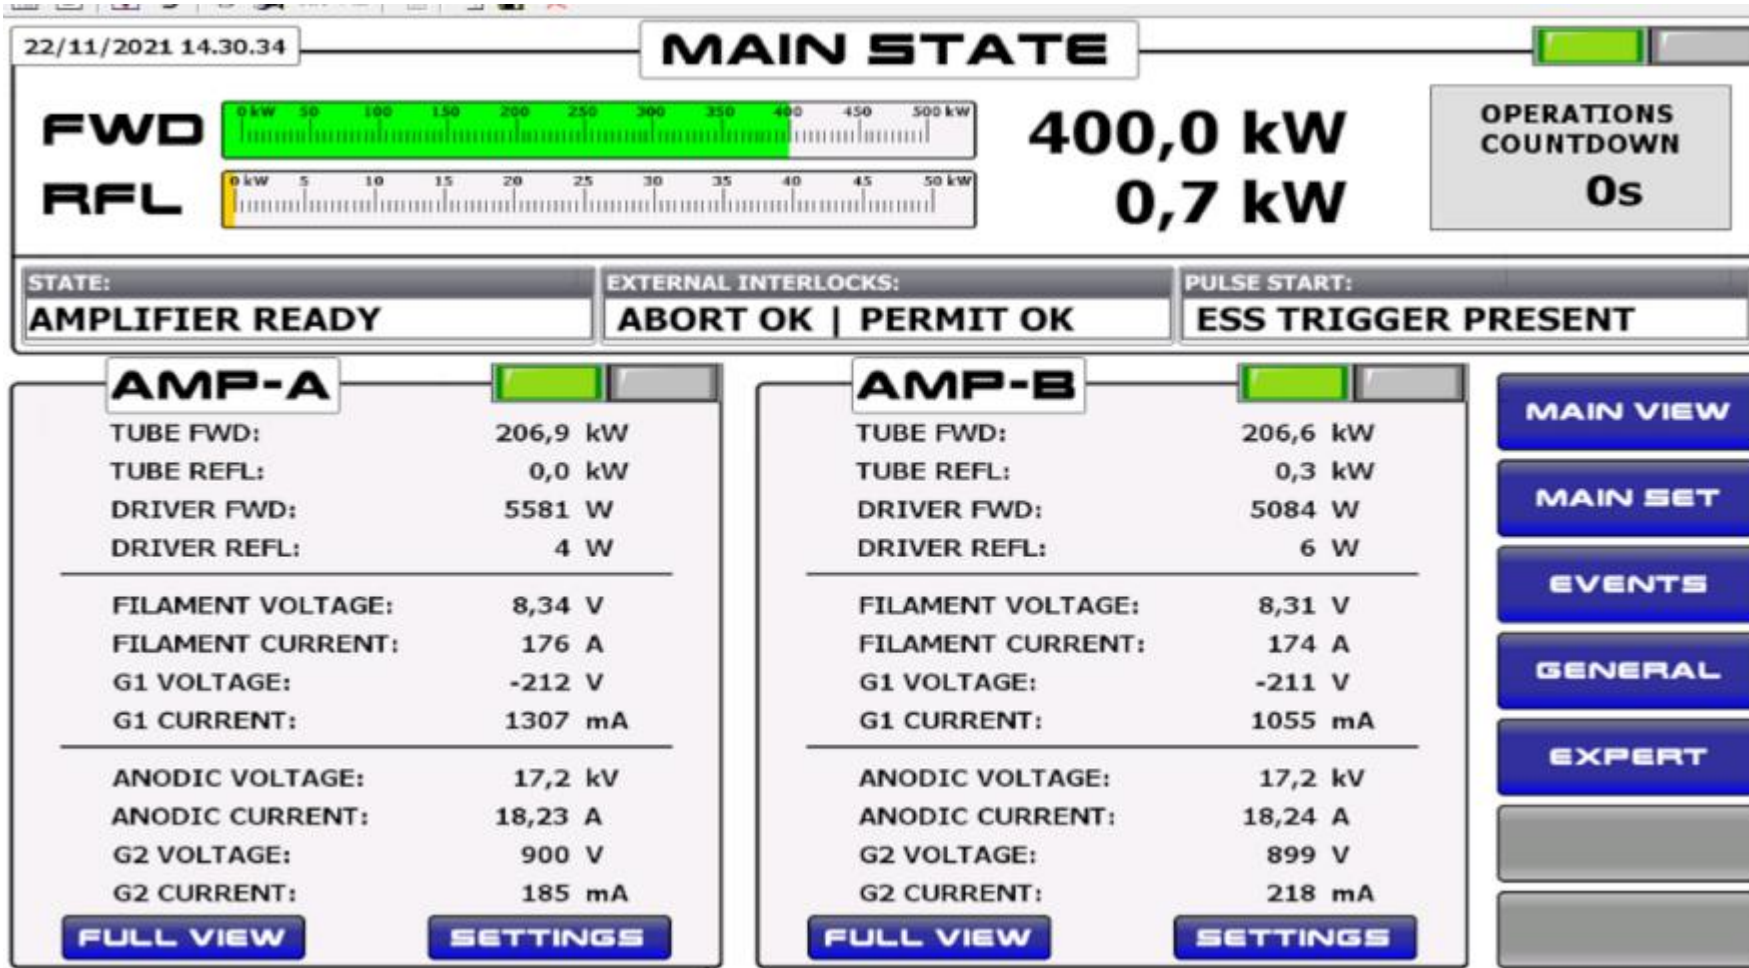 22/11/2021 14.30.34
MAIN STATE
FWD
0 kW 50 100 150 200 250 300 350 400 450 500 kW
400,0 kW
RFL
0 kW 5 10 15 20 25 30 35 40 45 50 kW
0,7 kW
OPERATIONS
COUNTDOWN
0s
STATE:
AMPLIFIER READY
EXTERNAL INTERLOCKS:
ABORT OK | PERMIT OK
PULSE START:
ESS TRIGGER PRESENT
AMP-A
TUBE FWD: 206,9 kW
TUBE REFL: 0,0 kW
DRIVER FWD: 5581 W
DRIVER REFL: 4 W
FILAMENT VOLTAGE: 8,34 V
FILAMENT CURRENT: 176 A
G1 VOLTAGE: -212 V
G1 CURRENT: 1307 mA
ANODIC VOLTAGE: 17,2 kV
ANODIC CURRENT: 18,23 A
G2 VOLTAGE: 900 V
G2 CURRENT: 185 mA
FULL VIEW SETTINGS
AMP-B
TUBE FWD: 206,6 kW
TUBE REFL: 0,3 kW
DRIVER FWD: 5084 W
DRIVER REFL: 6 W
FILAMENT VOLTAGE: 8,31 V
FILAMENT CURRENT: 174 A
G1 VOLTAGE: -211 V
G1 CURRENT: 1055 mA
ANODIC VOLTAGE: 17,2 kV
ANODIC CURRENT: 18,24 A
G2 VOLTAGE: 899 V
G2 CURRENT: 218 mA
FULL VIEW SETTINGS
MAIN VIEW
MAIN SET
EVENTS
GENERAL
EXPERT